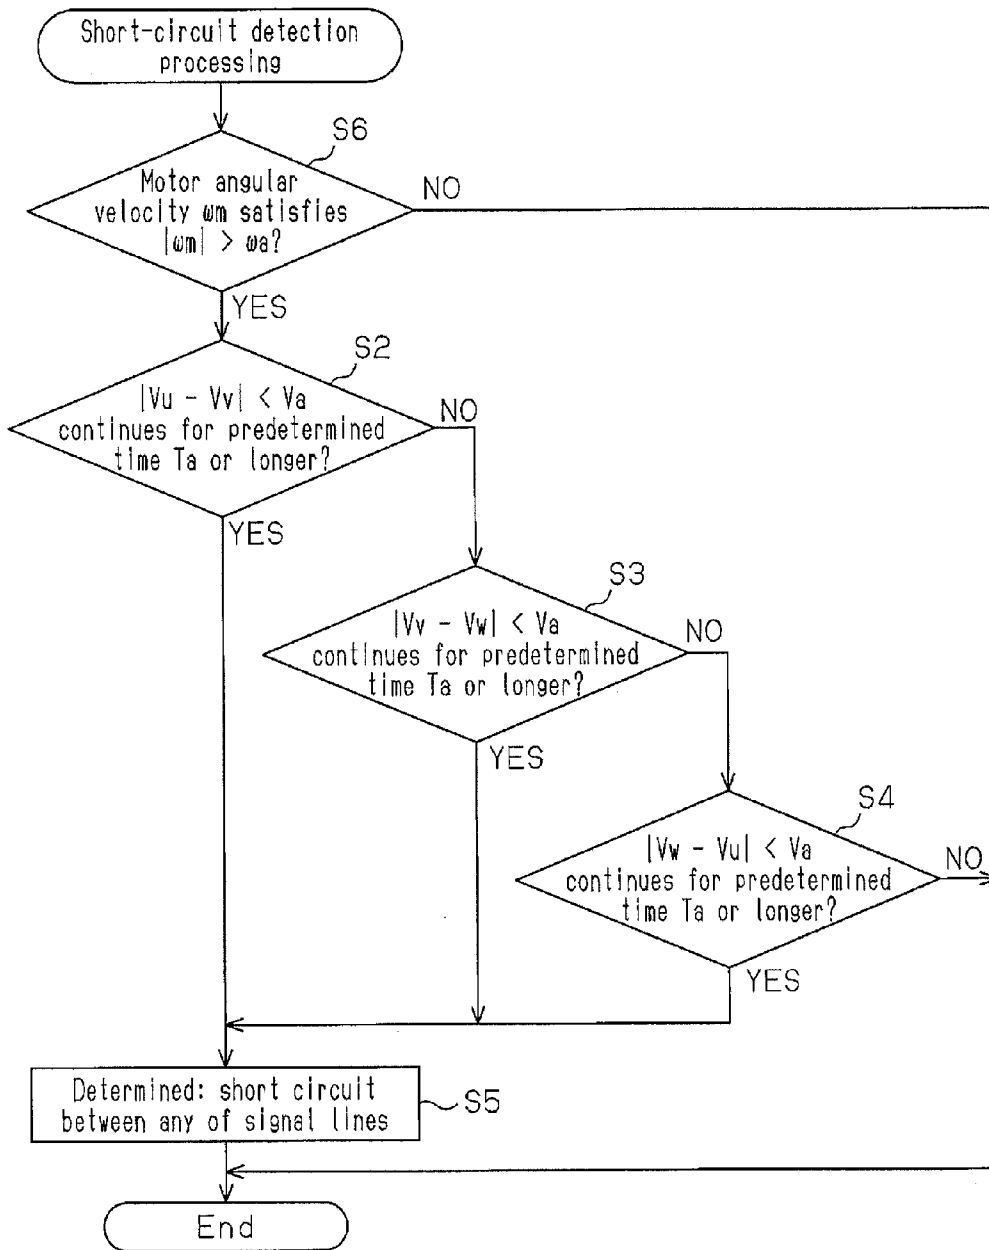 Short-circuit detection
processing
S6
Motor angular
velocity ωm satisfies
|ωm| > ωa?
NO
YES
S2
|Vu - Vv| < Va
continues for predetermined
time Ta or longer?
NO
YES
S3
|Vv - Vw| < Va
continues for predetermined
time Ta or longer?
NO
YES
S4
|Vw - Vu| < Va
continues for predetermined
time Ta or longer?
NO
YES
Determined: short circuit
between any of signal lines
S5
End